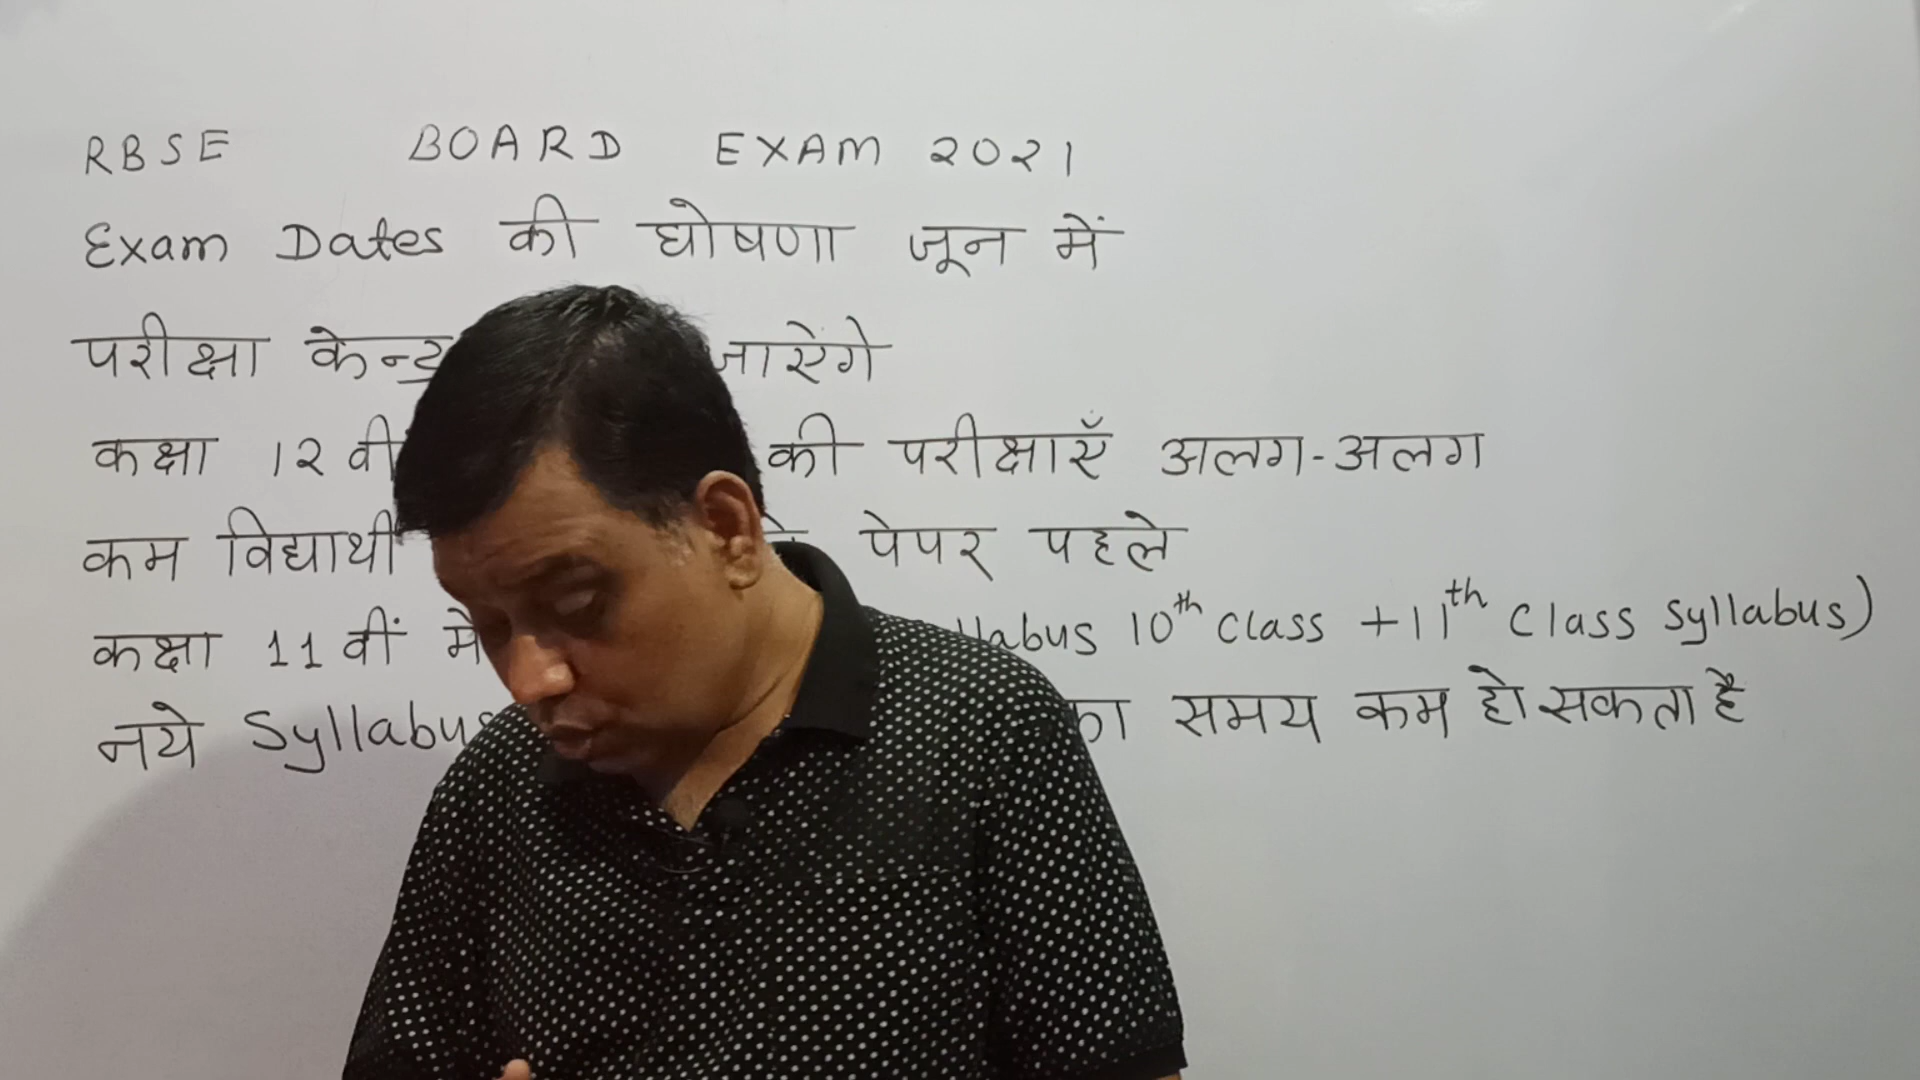 RBSE BOARD EXAM 2021
Exam Dates की घोषणा जून में
परीक्षा केन्द्र जाऐंगे
कक्षा 12 वी की परीक्षाएँ अलग-अलग
कम विद्यार्थी पेपर पहले
कक्षा 11 वीं में 10th class + 11th class syllabus)
नये Syllabus का समय कम हो सकता है